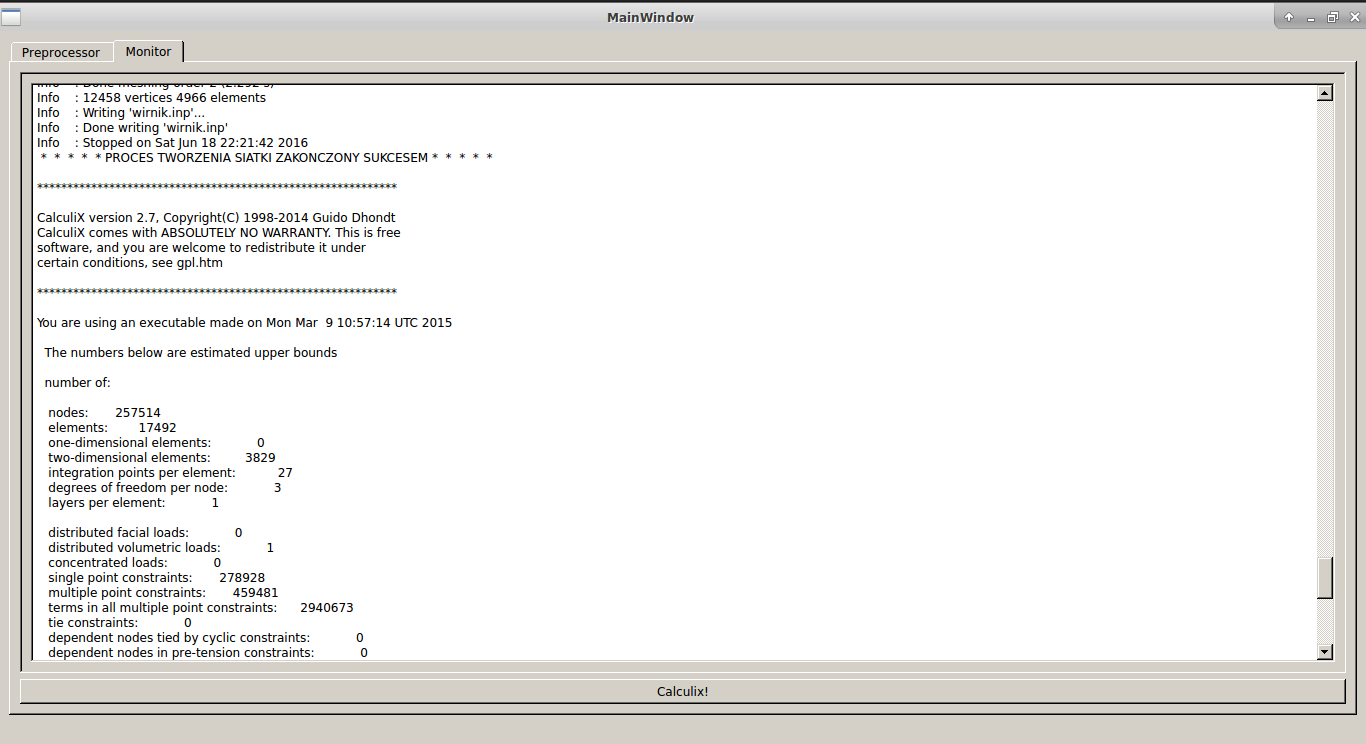 MainWindow
Preprocessor
Monitor
Info : Done meshing order 2 (2.292 s)
Info : 12458 vertices 4966 elements
Info : Writing 'wirnik.inp'...
Info : Done writing 'wirnik.inp'
Info : Stopped on Sat Jun 18 22:21:42 2016
* * * * * PROCES TWORZENIA SIATKI ZAKONCZONY SUKCESEM * * * * *
************************************************************
CalculiX version 2.7, Copyright(C) 1998-2014 Guido Dhondt
CalculiX comes with ABSOLUTELY NO WARRANTY. This is free
software, and you are welcome to redistribute it under
certain conditions, see gpl.htm
************************************************************
You are using an executable made on Mon Mar  9 10:57:14 UTC 2015
The numbers below are estimated upper bounds
number of:
nodes: 257514
elements: 17492
one-dimensional elements: 0
two-dimensional elements: 3829
integration points per element: 27
degrees of freedom per node: 3
layers per element: 1
distributed facial loads: 0
distributed volumetric loads: 1
concentrated loads: 0
single point constraints: 278928
multiple point constraints: 459481
terms in all multiple point constraints: 2940673
tie constraints: 0
dependent nodes tied by cyclic constraints: 0
dependent nodes in pre-tension constraints: 0
Calculix!